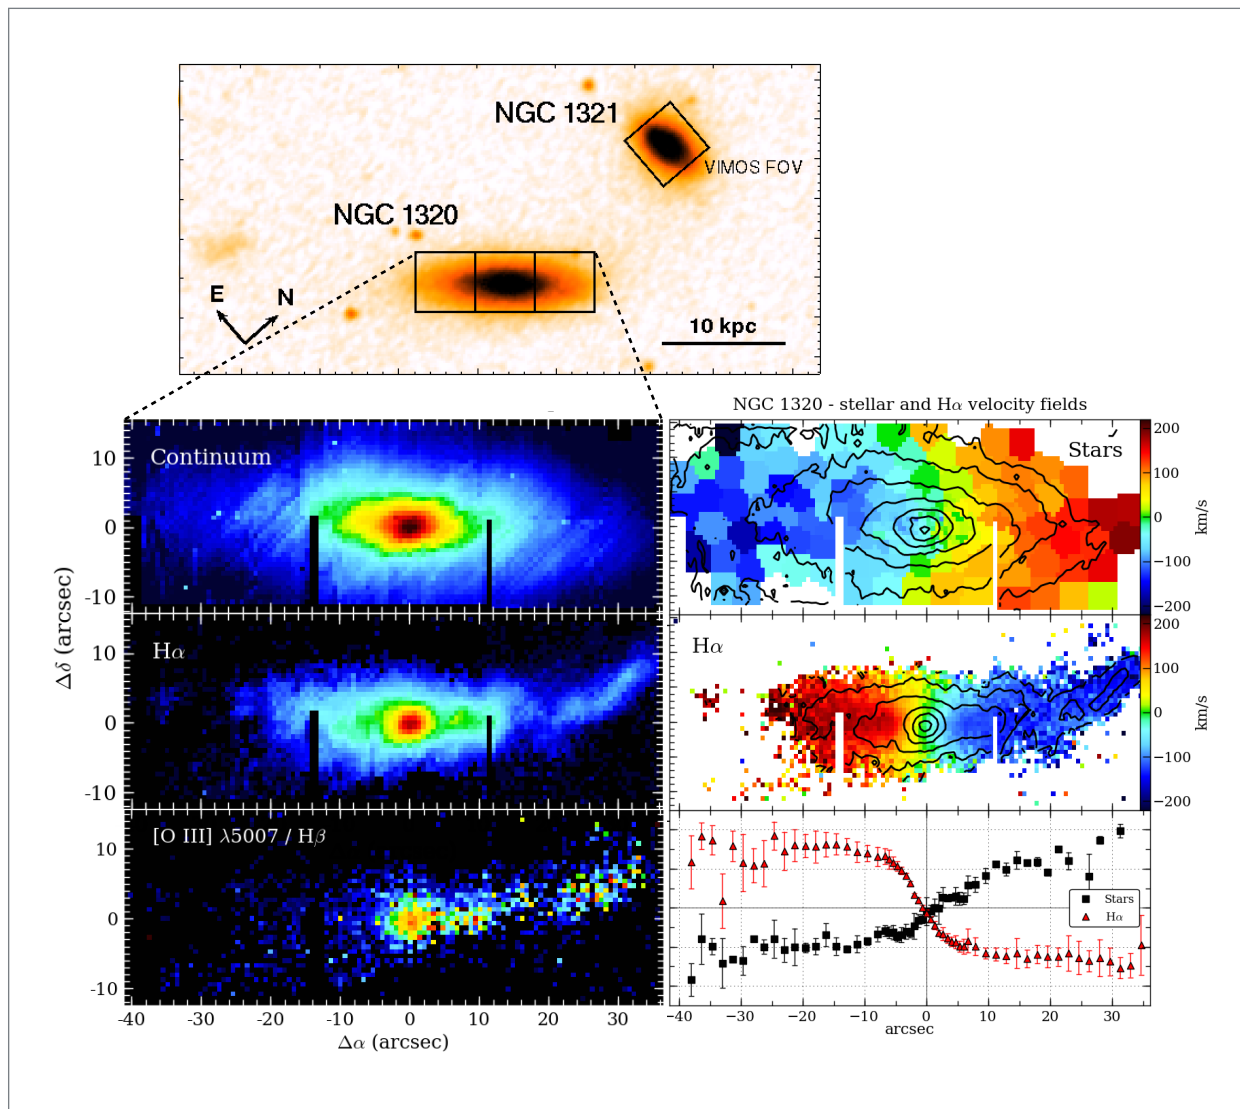 NGC 1321
VIMOS FOV
NGC 1320
E
N
10 kpc
NGC 1320 - stellar and Hα velocity fields
Continuum
Stars
10
0
-10
200
100
0
−100
−200
km/s
Δδ (arcsec)
Hα
10
0
-10
Hα
200
100
0
−100
−200
km/s
[O III] λ5007 / Hβ
10
0
-10
Stars
Hα
-40
-30
-20
-10
0
10
20
30
Δα (arcsec)
−40
−30
−20
−10
0
10
20
30
arcsec